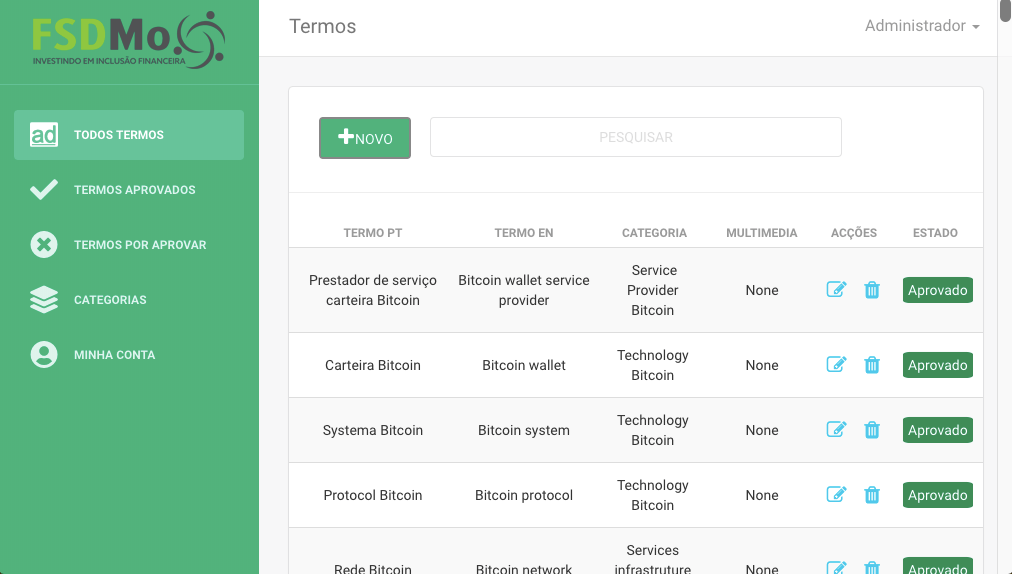 FSDMo
INVESTINDO EM INCLUSÃO FINANCEIRA
Termos
Administrador
ad TODOS TERMOS
TERMOS APROVADOS
TERMOS POR APROVAR
CATEGORIAS
MINHA CONTA
NOVO
PESQUISAR
TERMO PT TERMO EN CATEGORIA MULTIMEDIA ACÇÕES ESTADO
Prestador de serviço
carteira Bitcoin
Bitcoin wallet service
provider
Service
Provider
Bitcoin
None
Aprovado
Carteira Bitcoin
Bitcoin wallet
Technology
Bitcoin
None
Aprovado
Systema Bitcoin
Bitcoin system
Technology
Bitcoin
None
Aprovado
Protocol Bitcoin
Bitcoin protocol
Technology
Bitcoin
None
Aprovado
Rede Bitcoin
Bitcoin network
Services
infrastruture
None
Aprovado